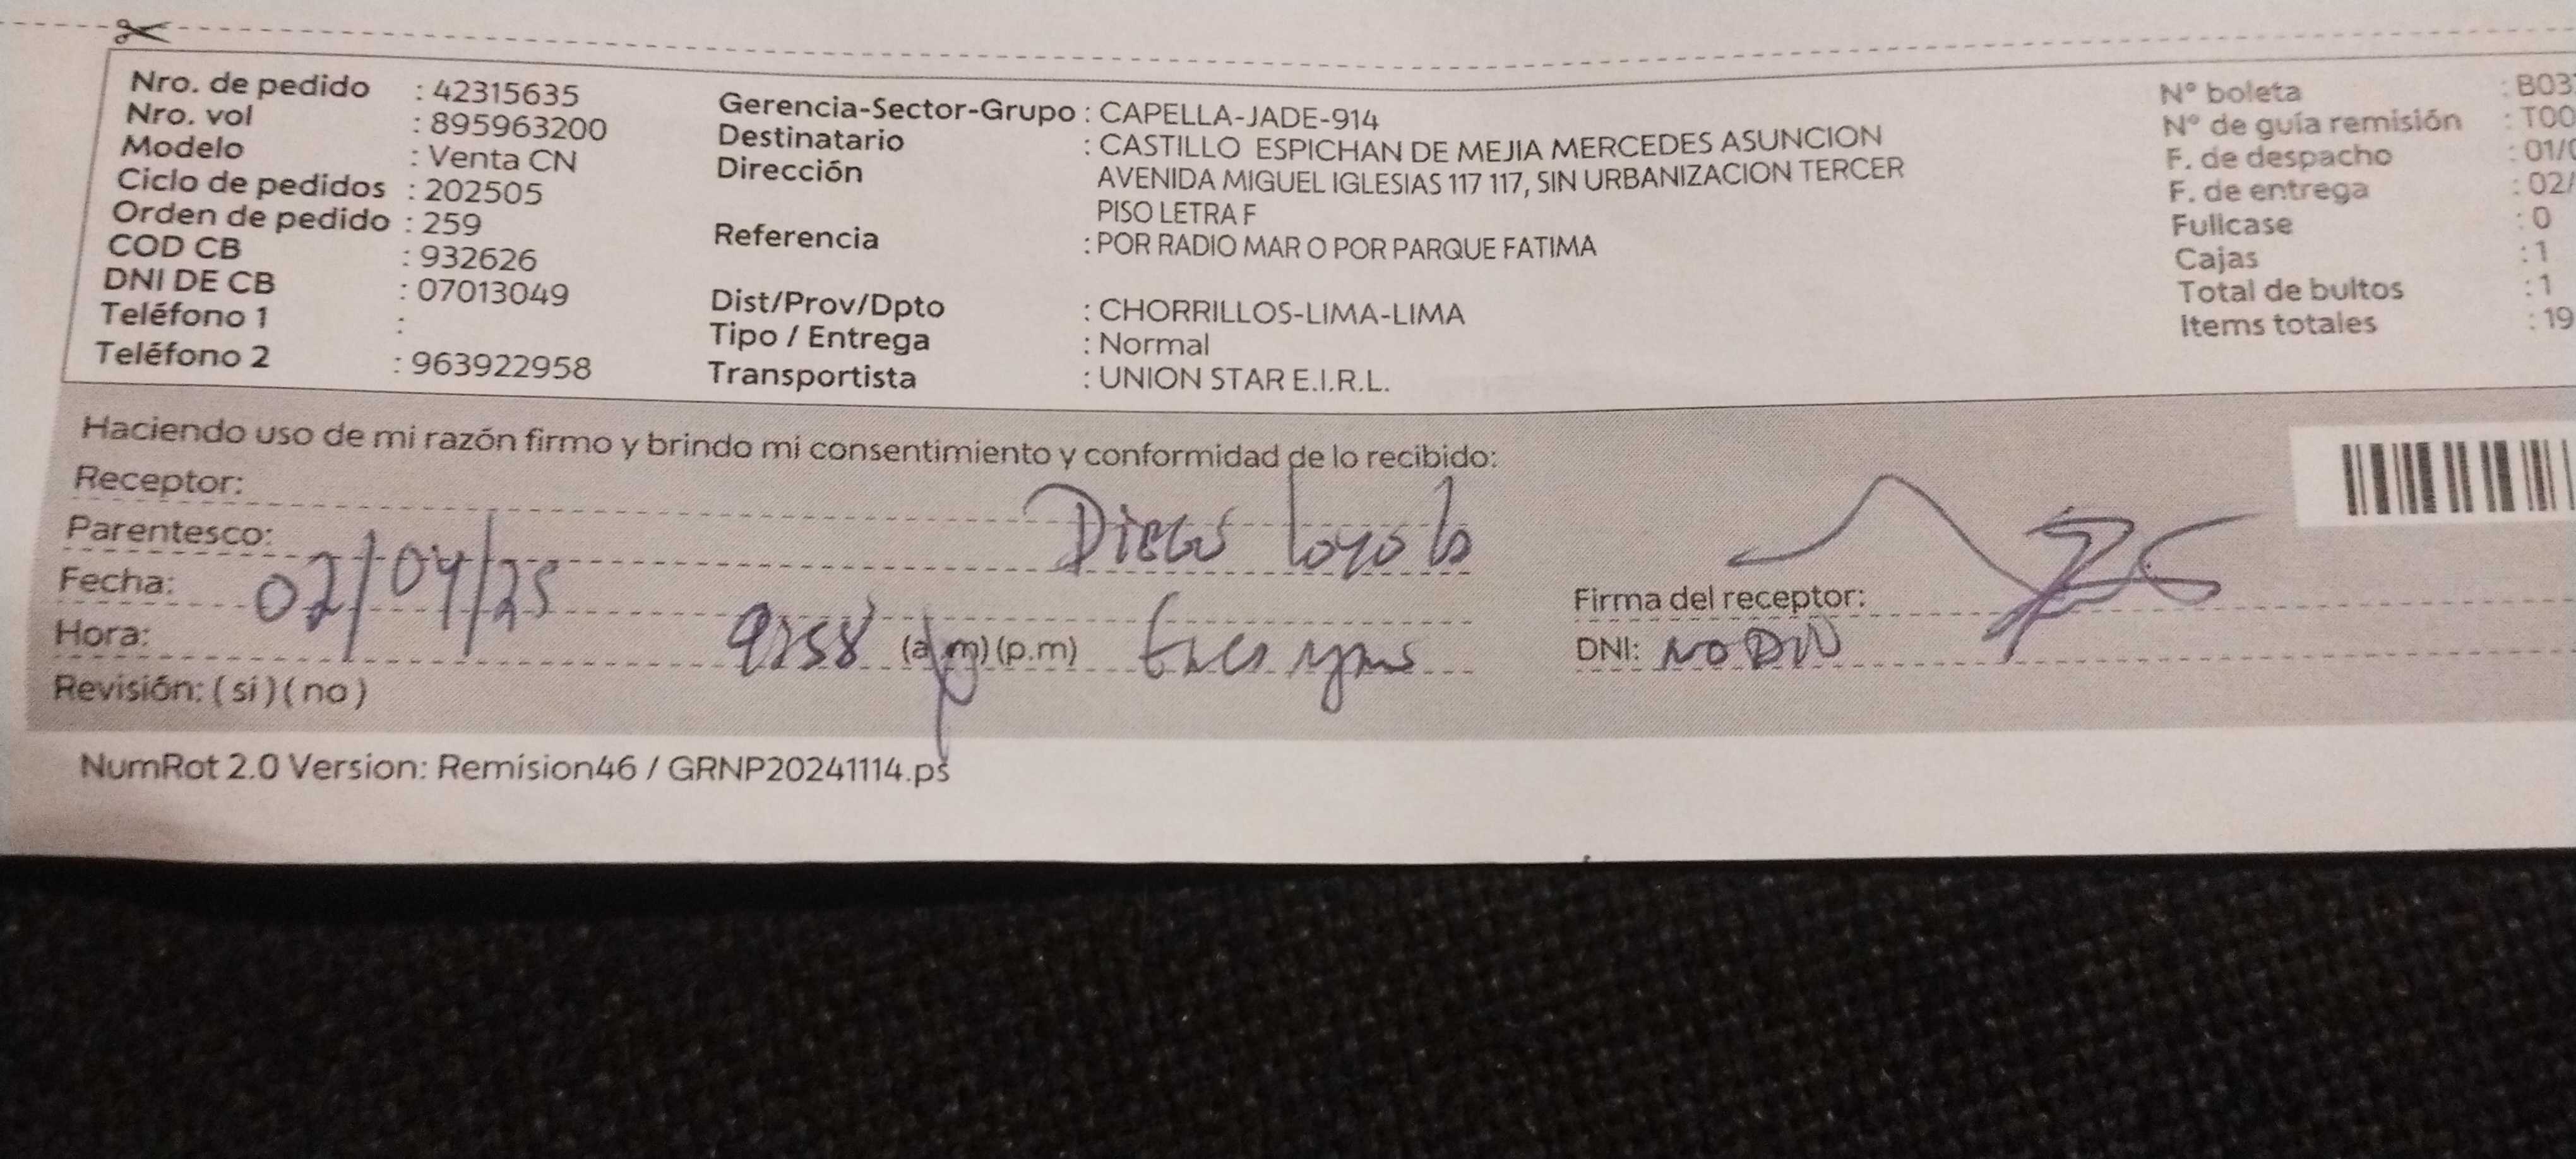 Nro. de pedido : 42315635
Nro. vol : 895963200
Modelo : Venta CN
Ciclo de pedidos : 202505
Orden de pedido : 259
COD CB : 932626
DNI DE CB : 07013049
Teléfono 1 :
Teléfono 2 : 963922958
Gerencia-Sector-Grupo : CAPELLA-JADE-914
Destinatario : CASTILLO ESPICHAN DE MEJIA MERCEDES ASUNCION
Dirección AVENIDA MIGUEL IGLESIAS 117 117, SIN URBANIZACION TERCER
PISO LETRA F
Referencia : POR RADIO MAR O POR PARQUE FATIMA
Dist/Prov/Dpto : CHORRILLOS-LIMA-LIMA
Tipo / Entrega : Normal
Transportista : UNION STAR E.I.R.L.
N° boleta : B03
N° de guía remisión : T00
F. de despacho : 01/
F. de entrega : 02/
Fullcase : 0
Cajas : 1
Total de bultos : 1
Items totales : 19
Haciendo uso de mi razón firmo y brindo mi consentimiento y conformidad de lo recibido:
Receptor:
Parentesco: Diego Loyola
Fecha: 02/04/25
Hora: 9:58 (a.m) (p.m)
Revisión: ( sí ) ( no )
Firma del receptor:
DNI: NO DIO
NumRot 2.0 Version: Remision46 / GRNP20241114.ps